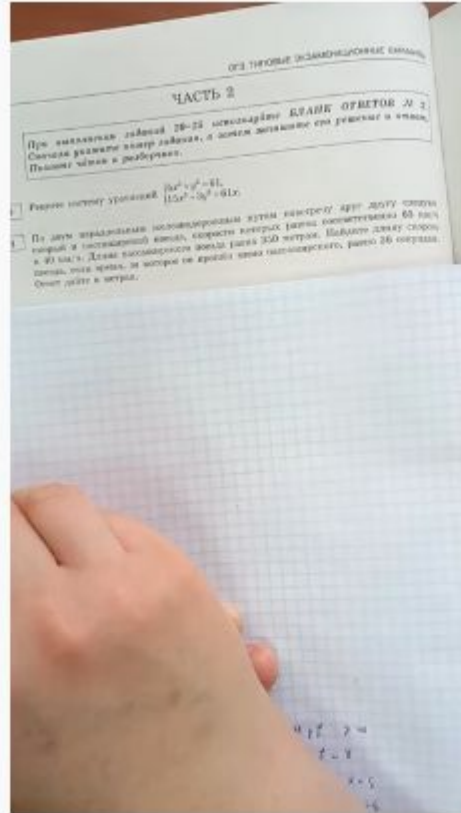 ОГЭ. ТИПОВЫЕ ЭКЗАМЕНАЦИОННЫЕ ВАРИАНТЫ
ЧАСТЬ 2
При выполнении заданий 20–25 используйте БЛАНК ОТВЕТОВ № 2.
Сначала укажите номер задания, а затем запишите его решение и ответ.
Пишите чётко и разборчиво.
Решите систему уравнений
По двум параллельным железнодорожным путям навстречу друг другу следуют
скорый и пассажирский поезда, скорости которых равны соответственно 65 км/ч
и 40 км/ч. Длина пассажирского поезда равна 350 метрам. Найдите длину скорого
поезда, если время, за которое он прошёл мимо пассажирского, равно 36 секундам.
Ответ дайте в метрах.